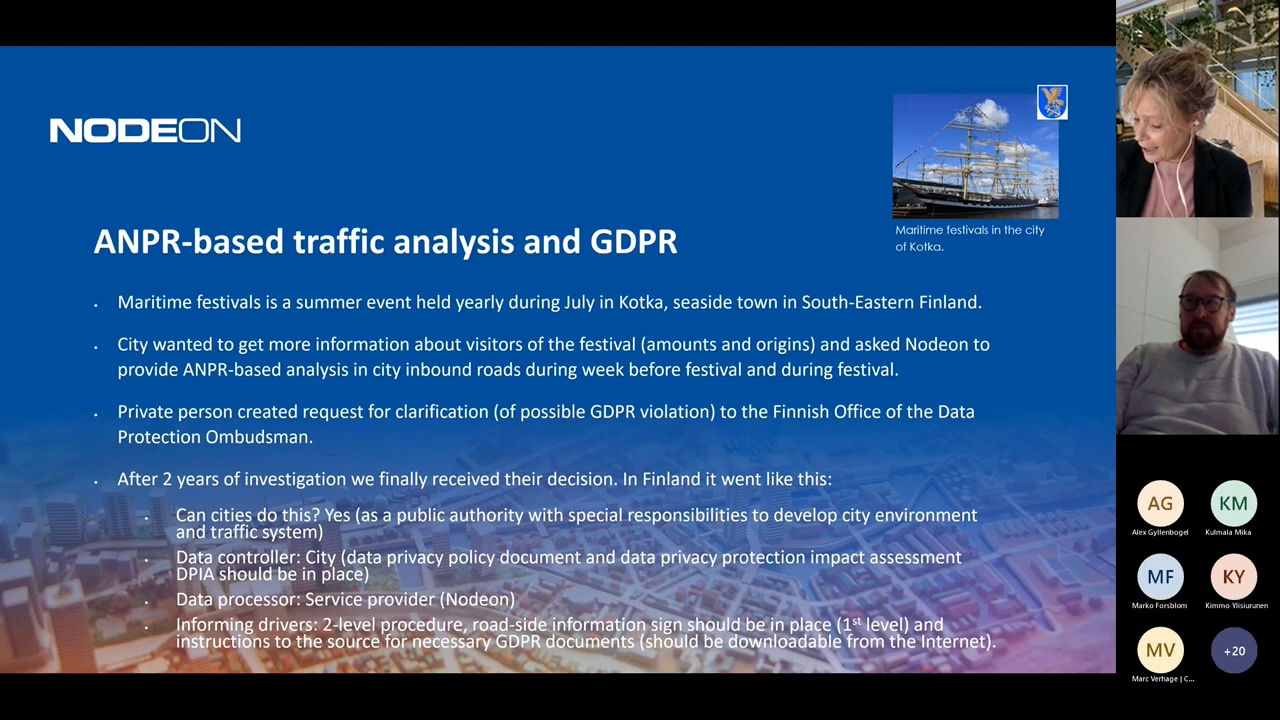 NODEON
Maritime festivals in the city
of Kotka.
ANPR-based traffic analysis and GDPR
• Maritime festivals is a summer event held yearly during July in Kotka, seaside town in South-Eastern Finland.
• City wanted to get more information about visitors of the festival (amounts and origins) and asked Nodeon to
provide ANPR-based analysis in city inbound roads during week before festival and during festival.
• Private person created request for clarification (of possible GDPR violation) to the Finnish Office of the Data
Protection Ombudsman.
• After 2 years of investigation we finally received their decision. In Finland it went like this:
• Can cities do this? Yes (as a public authority with special responsibilities to develop city environment
and traffic system)
• Data controller: City (data privacy policy document and data privacy protection impact assessment
DPIA should be in place)
• Data processor: Service provider (Nodeon)
• Informing drivers: 2-level procedure, road-side information sign should be in place (1st level) and
instructions to the source for necessary GDPR documents (should be downloadable from the Internet).
AG KM
Alex Gyllenbogel Kulmala Mika
MF KY
Marko Forsblom Kimmo Ylisiurunen
MV +20
Marc Verhage | C...